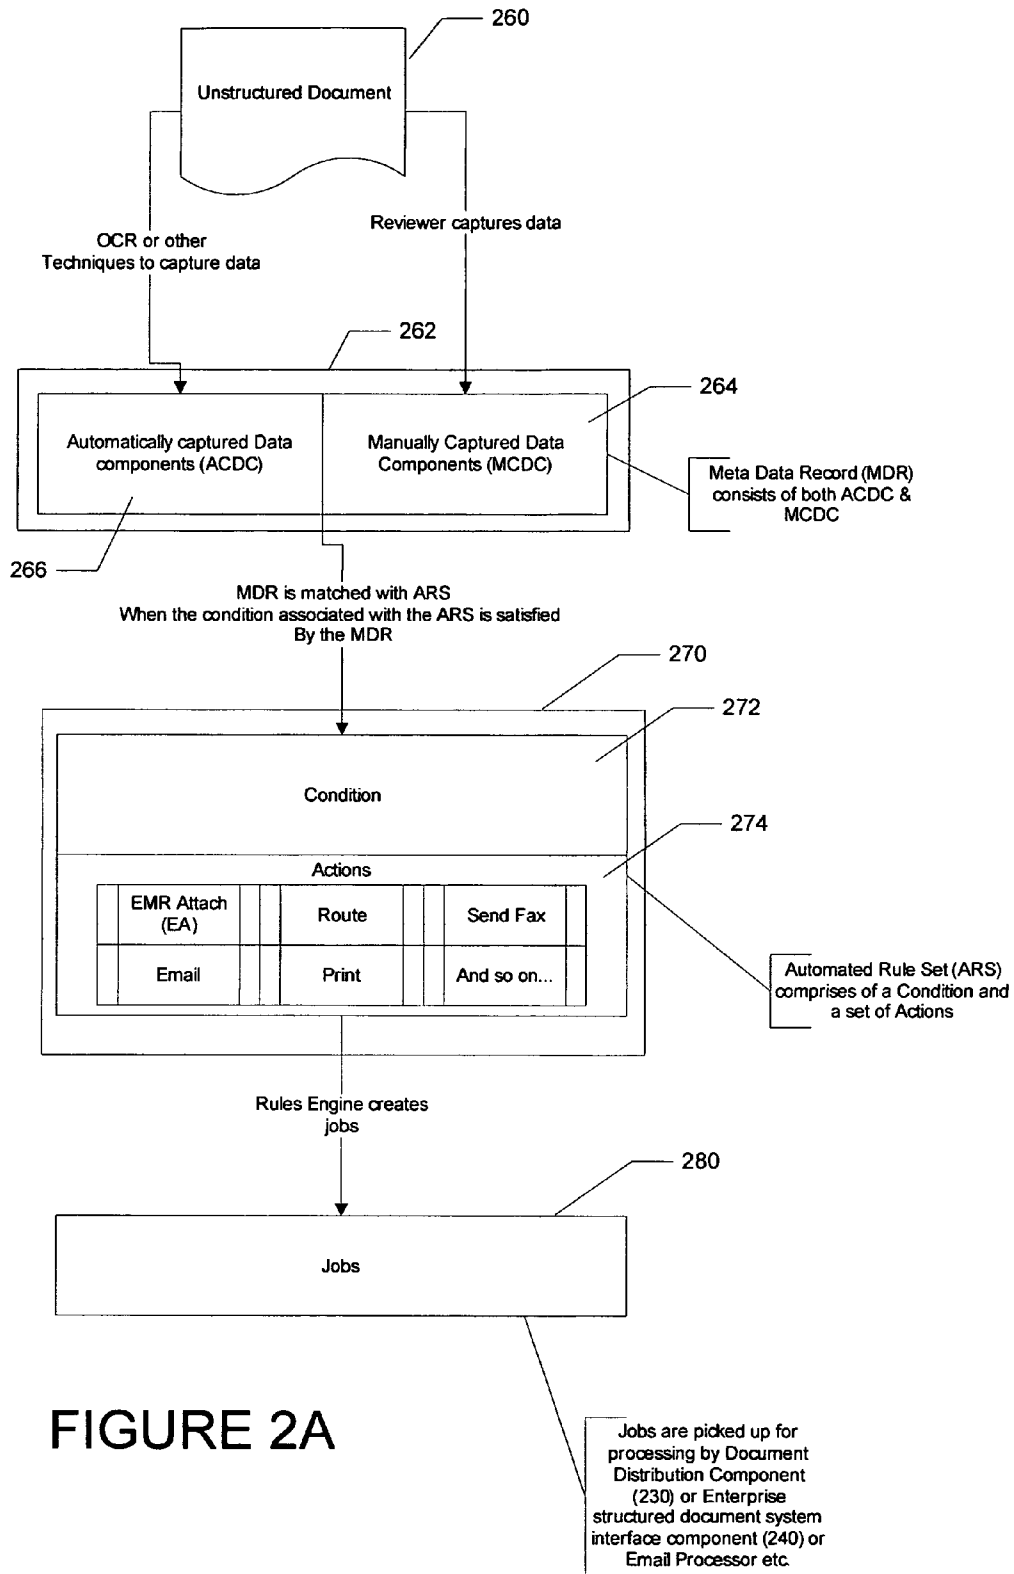 260
Unstructured Document
Reviewer captures data
OCR or other
Techniques to capture data
262
264
Automatically captured Data
components (ACDC)
Manually Captured Data
Components (MCDC)
Meta Data Record (MDR)
consists of both ACDC &
MCDC
266
MDR is matched with ARS
When the condition associated with the ARS is satisfied
By the MDR
270
272
Condition
274
Actions
EMR Attach
(EA)
Route
Send Fax
Email
Print
And so on...
Automated Rule Set (ARS)
comprises of a Condition and
a set of Actions
Rules Engine creates
jobs
280
Jobs
FIGURE 2A
Jobs are picked up for
processing by Document
Distribution Component
(230) or Enterprise
structured document system
interface component (240) or
Email Processor etc.